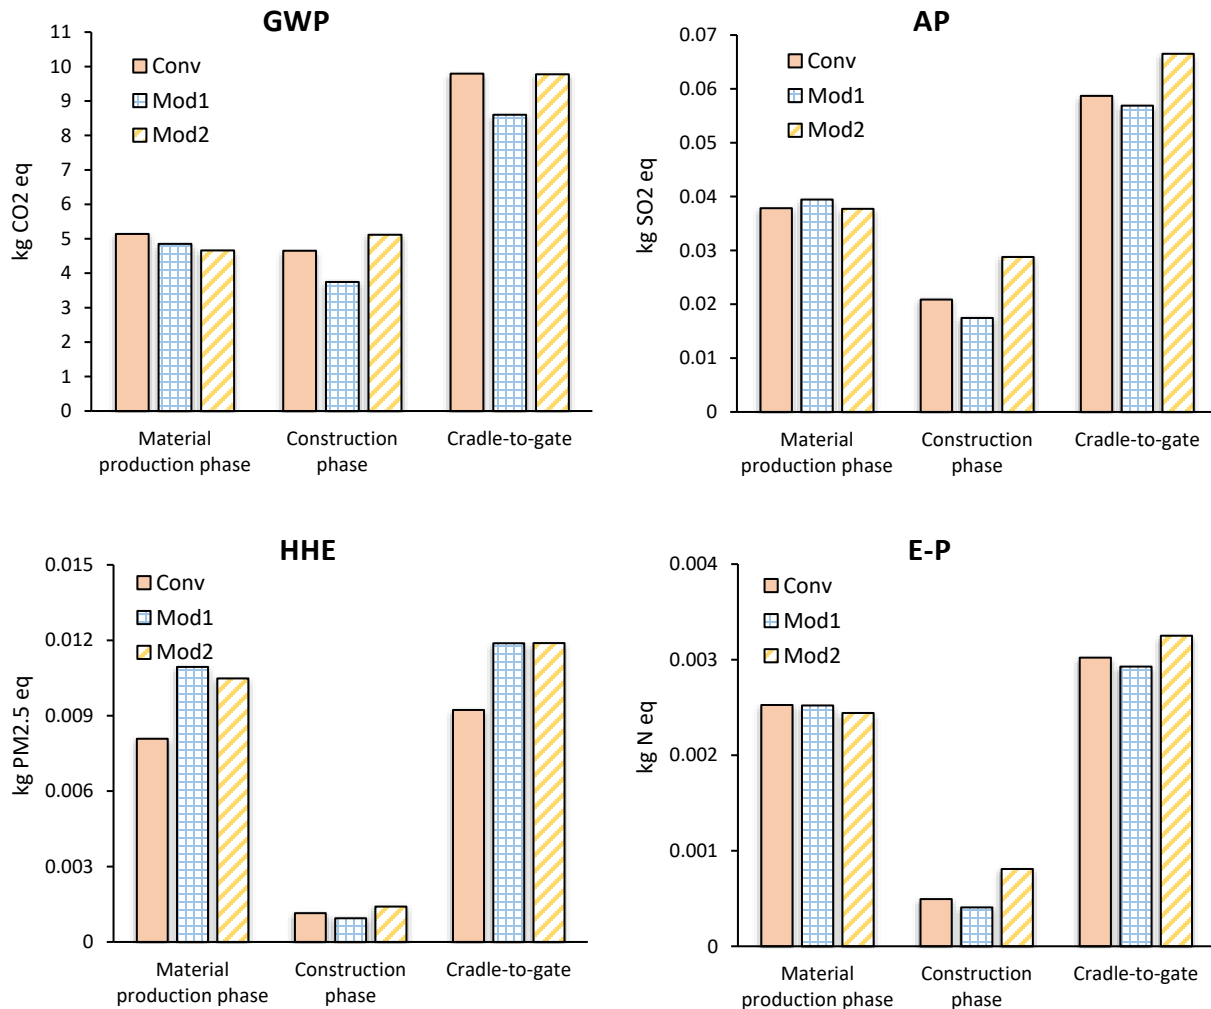 GWP
kg CO2 eq
11
10
9
8
7
6
5
4
3
2
1
0
Conv
Mod1
Mod2
Material
production phase
Construction
phase
Cradle-to-gate
AP
kg SO2 eq
0.07
0.06
0.05
0.04
0.03
0.02
0.01
0
Conv
Mod1
Mod2
Material
production phase
Construction
phase
Cradle-to-gate
HHE
kg PM2.5 eq
0.015
0.012
0.009
0.006
0.003
0
Conv
Mod1
Mod2
Material
production phase
Construction
phase
Cradle-to-gate
E-P
kg N eq
0.004
0.003
0.002
0.001
0
Conv
Mod1
Mod2
Material
production phase
Construction
phase
Cradle-to-gate